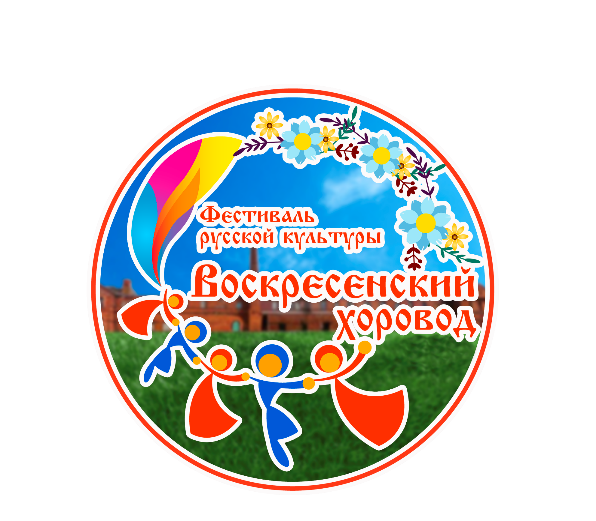 Фестиваль
русской культуры
Воскресенский
хоровод